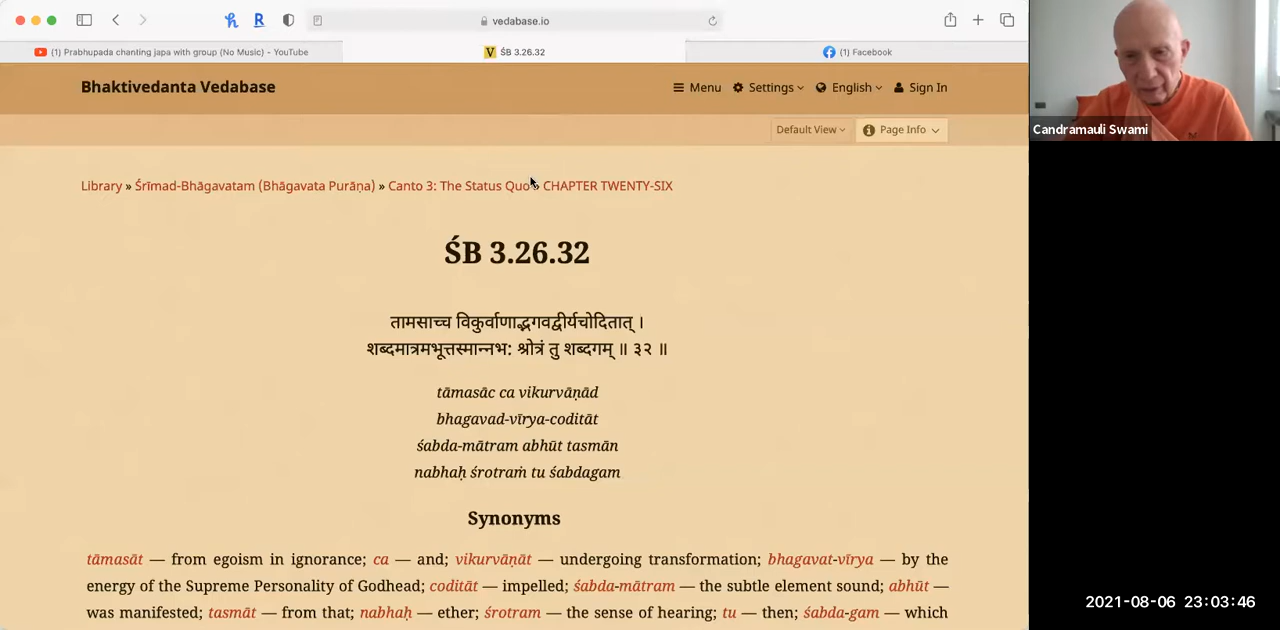 vedabase.io
(1) Prabhupada chanting japa with group (No Music) - YouTube
V ŚB 3.26.32
(1) Facebook
Bhaktivedanta Vedabase
Menu Settings English Sign In
Default View Page Info
Library » Śrīmad-Bhāgavatam (Bhāgavata Purāṇa) » Canto 3: The Status Quo » CHAPTER TWENTY-SIX
ŚB 3.26.32
तामसाच्च विकुर्वाणाद्भगवद्वीर्यचोदितात् ।
शब्दमात्रमभूत्तस्मान्नभ: श्रोत्रं तु शब्दगम् ॥ ३२ ॥
tāmasāc ca vikurvāṇād
bhagavad-vīrya-coditāt
śabda-mātram abhūt tasmān
nabhaḥ śrotraṁ tu śabdagam
Synonyms
tāmasāt — from egoism in ignorance; ca — and; vikurvāṇāt — undergoing transformation; bhagavat-vīrya — by the
energy of the Supreme Personality of Godhead; coditāt — impelled; śabda-mātram — the subtle element sound; abhūt —
was manifested; tasmāt — from that; nabhaḥ — ether; śrotram — the sense of hearing; tu — then; śabda-gam — which
Candramauli Swami
2021-08-06 23:03:46